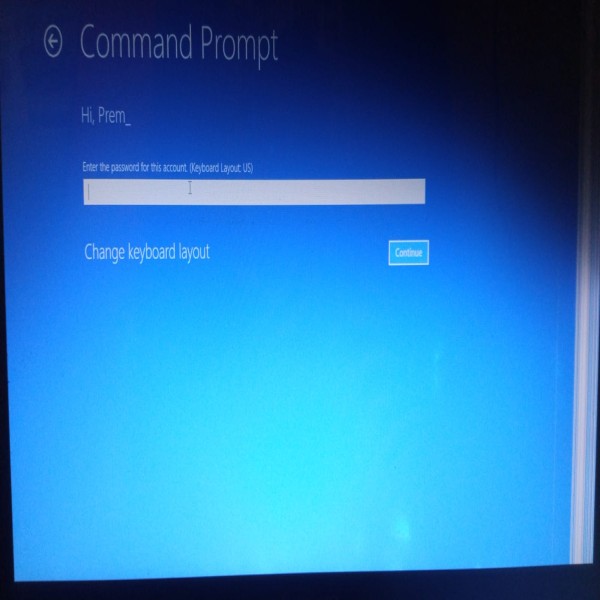 Command Prompt
Hi, Prem_
Enter the password for this account. (Keyboard Layout: US)
Change keyboard layout
Continue